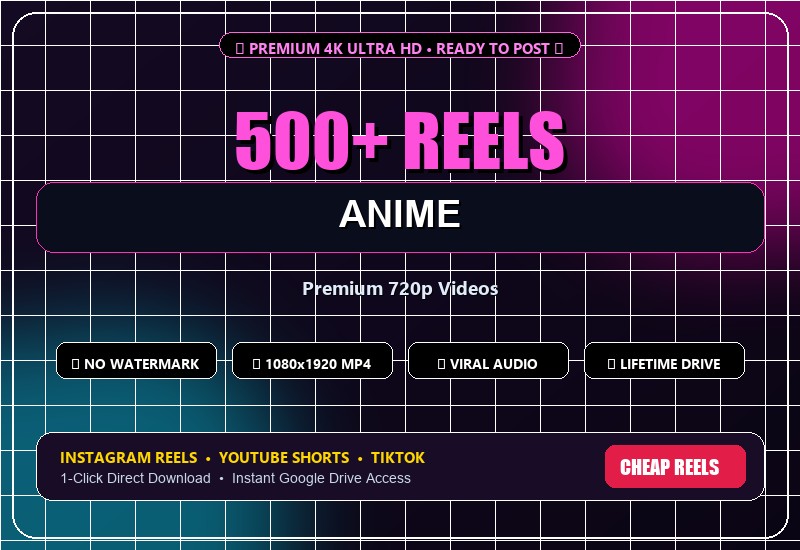 PREMIUM 4K ULTRA HD • READY TO POST
500+ REELS
ANIME
Premium 720p Videos
NO WATERMARK
1080x1920 MP4
VIRAL AUDIO
LIFETIME DRIVE
INSTAGRAM REELS • YOUTUBE SHORTS • TIKTOK
1-Click Direct Download • Instant Google Drive Access
CHEAP REELS